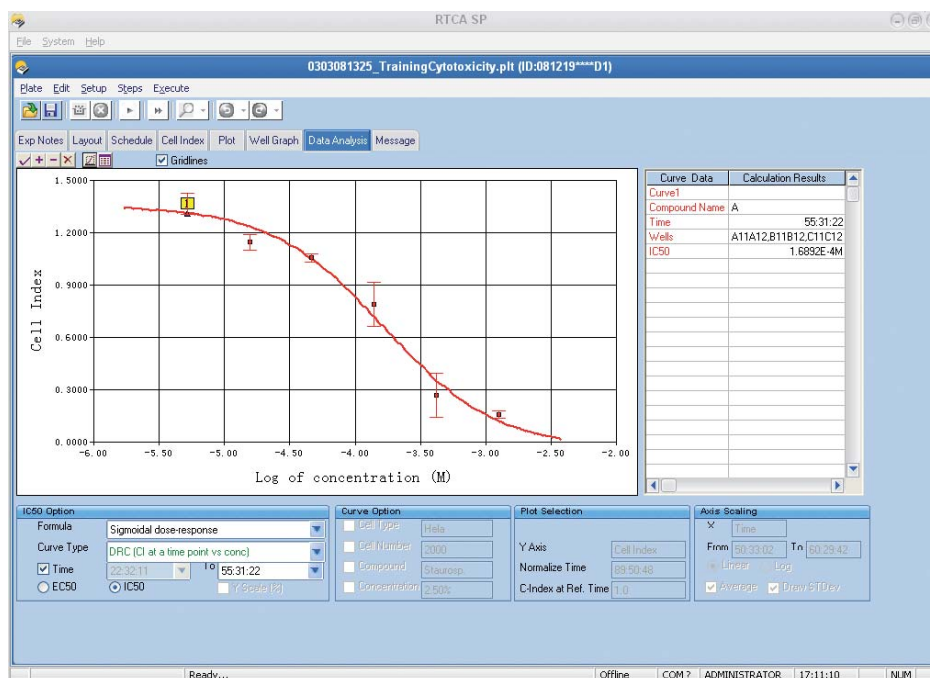 RTCA SP
File System Help
0303081325_TrainingCytotoxicity.plt (ID:081219****D1)
Plate Edit Setup Steps Execute
Exp Notes Layout Schedule Cell Index Plot Well Graph Data Analysis Message
Gridlines
1.5000
1.2000
0.9000
0.6000
0.3000
0.0000
Cell Index
1
-6.00 -5.50 -5.00 -4.50 -4.00 -3.50 -3.00 -2.50 -2.00
Log of concentration (M)
Curve Data Calculation Results
Curve1
Compound Name A
Time 55:31:22
Wells A11A12,B11B12,C11C12
IC50 1.6892E-4M
IC50 Option
Formula Sigmoidal dose-response
Curve Type DRC (CI at a time point vs conc)
Time 22:32:11 To 55:31:22
EC50 IC50 Y Scale (%)
Curve Option
Cell Type Hela
Cell Number 2000
Compound Staurosp.
Concentration 2.50%
Plot Selection
Y Axis Cell Index
Normalize Time 89:50:48
C-Index at Ref. Time 1.0
Axis Scaling
X Time
From 50:33:02 To 60:29:42
Linear Log
Average Draw STDev
Ready... Offline COM ? ADMINISTRATOR 17:11:10 NUM